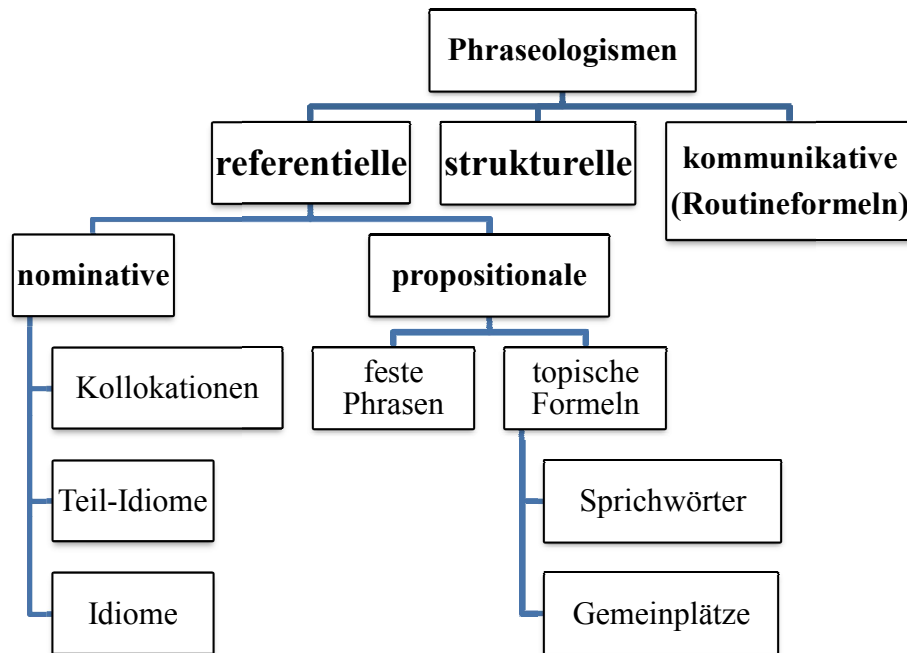 Phraseologismen
referentielle
strukturelle
kommunikative
(Routineformeln)
nominative
propositionale
Kollokationen
Teil-Idiome
Idiome
feste
Phrasen
topische
Formeln
Sprichwörter
Gemeinplätze